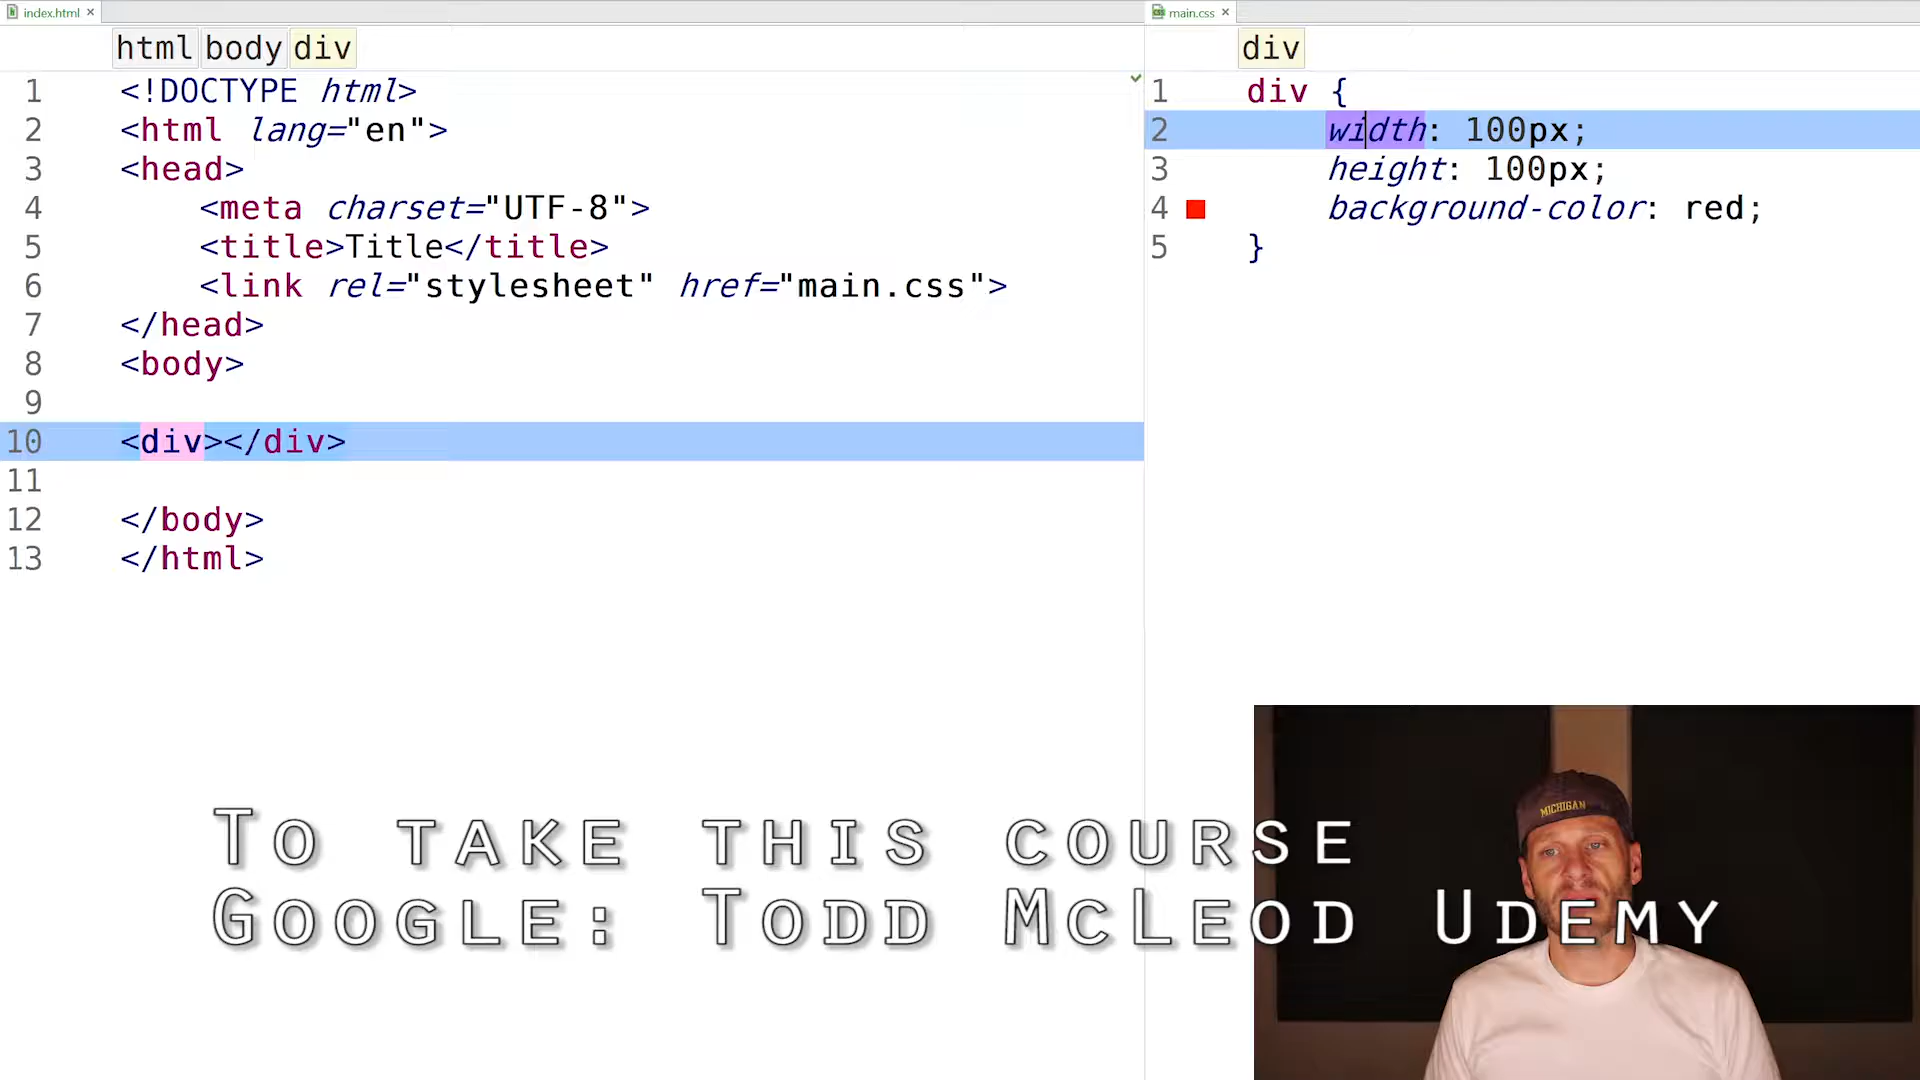 index.html
html body div
1 <!DOCTYPE html>
2 <html lang="en">
3 <head>
4 <meta charset="UTF-8">
5 <title>Title</title>
6 <link rel="stylesheet" href="main.css">
7 </head>
8 <body>
9
10 <div></div>
11
12 </body>
13 </html>
main.css
div
1 div {
2 width: 100px;
3 height: 100px;
4 background-color: red;
5 }
MICHIGAN
To take this course
Google: Todd McLeod Udemy